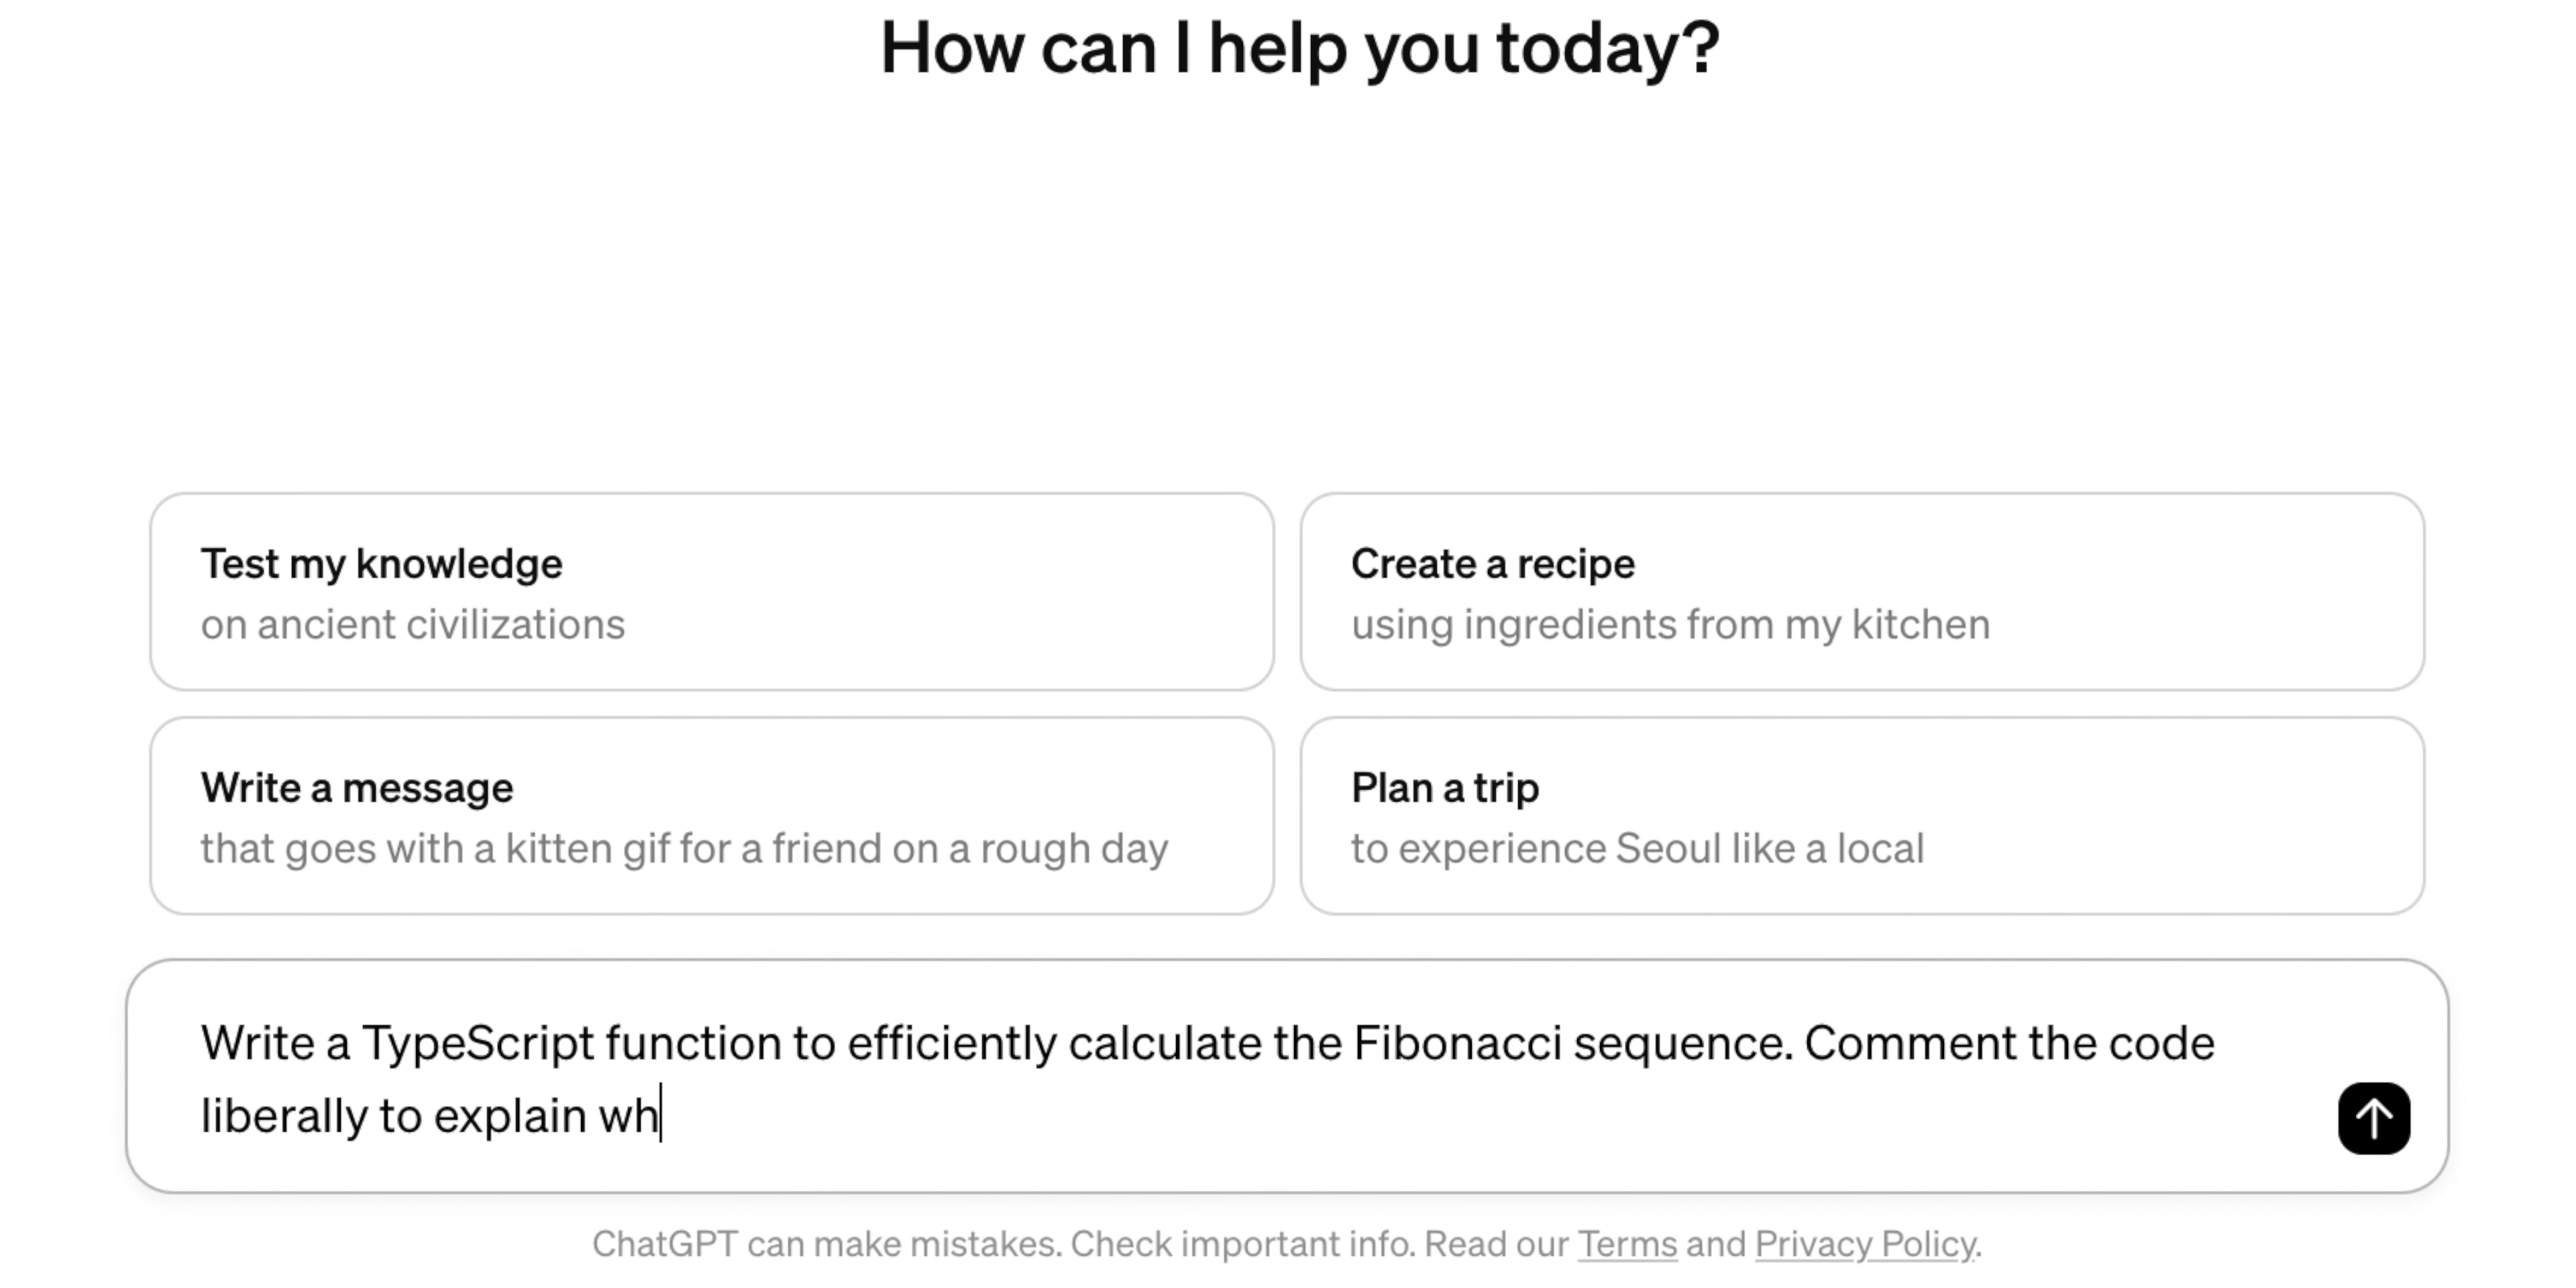 How can I help you today?
Test my knowledge
on ancient civilizations
Create a recipe
using ingredients from my kitchen
Write a message
that goes with a kitten gif for a friend on a rough day
Plan a trip
to experience Seoul like a local
Write a TypeScript function to efficiently calculate the Fibonacci sequence. Comment the code
liberally to explain wh
ChatGPT can make mistakes. Check important info. Read our Terms and Privacy Policy.